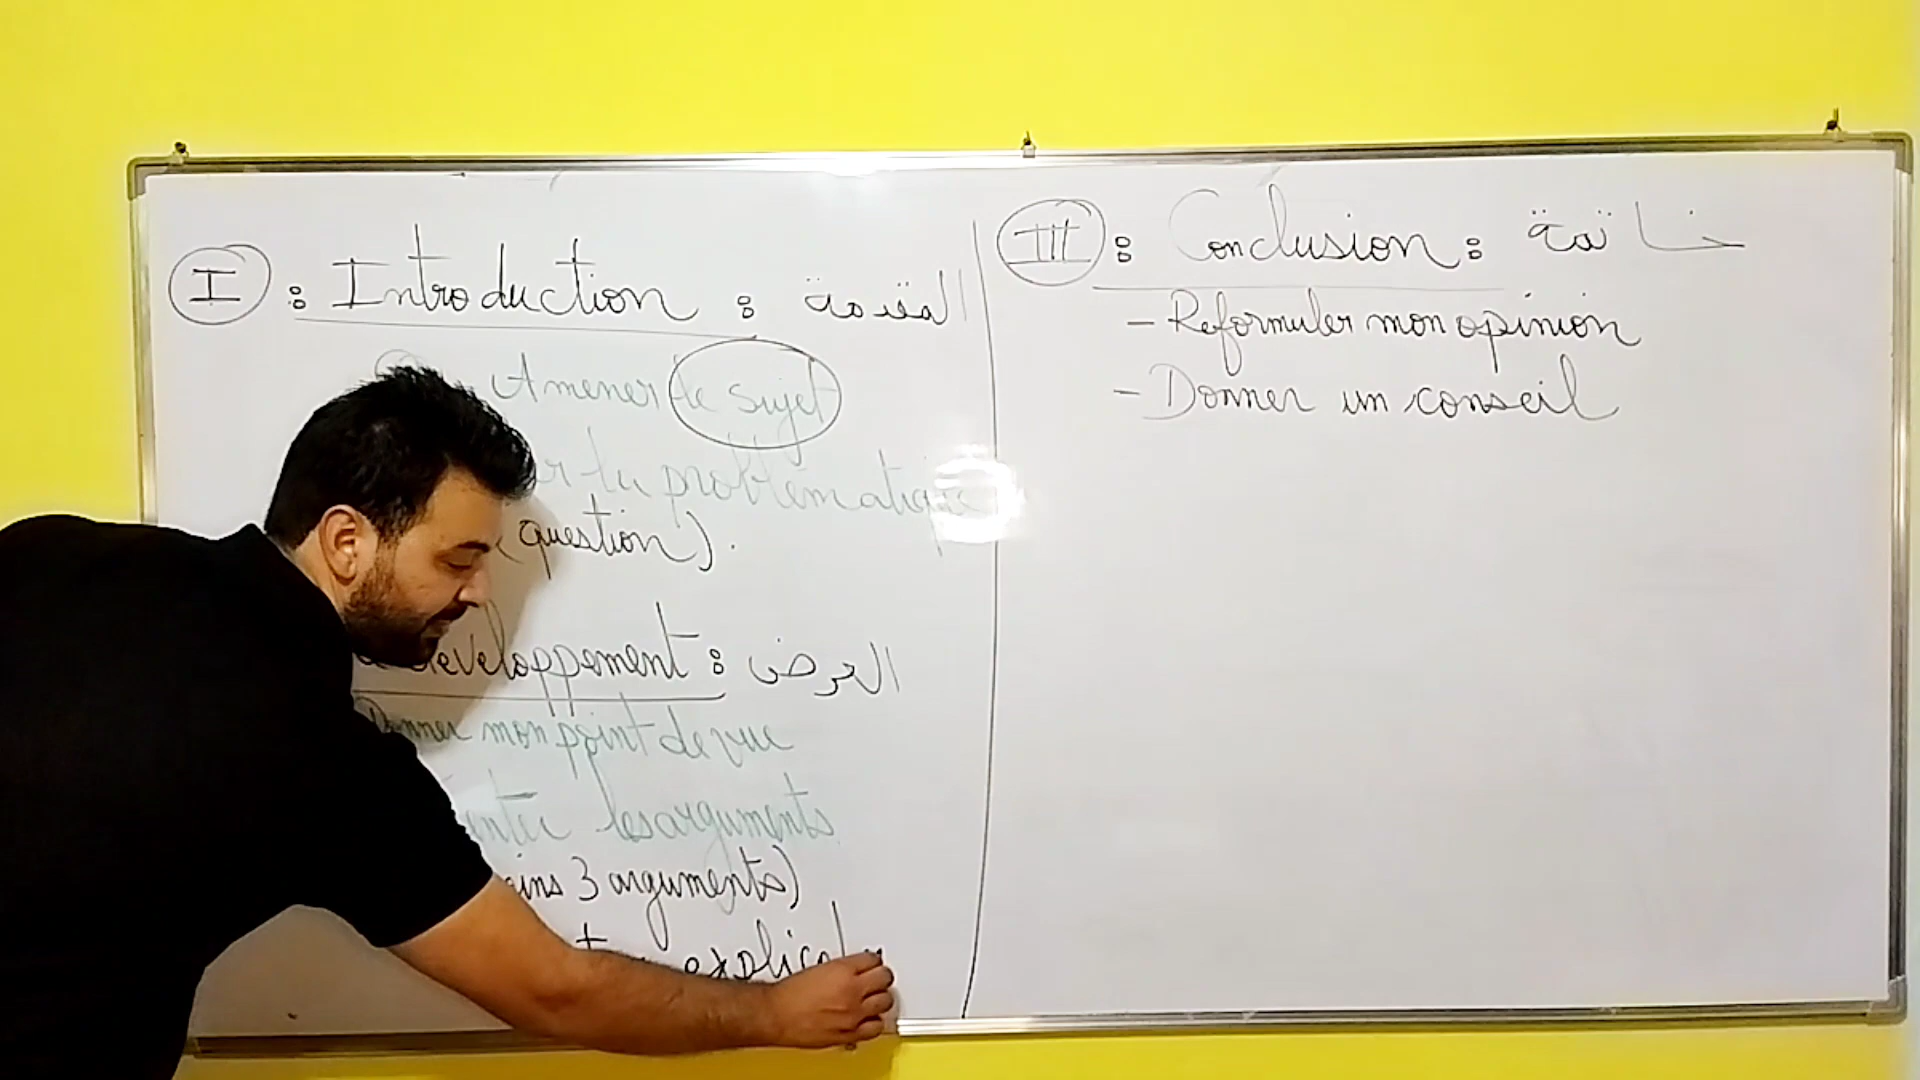 I : Introduction : المقدمة
Amener le sujet
la problématique
(question).
développement : العرض
Donner mon point de vue
les arguments
3 arguments)
III : Conclusion : خاتمة
- Reformuler mon opinion
- Donner un conseil